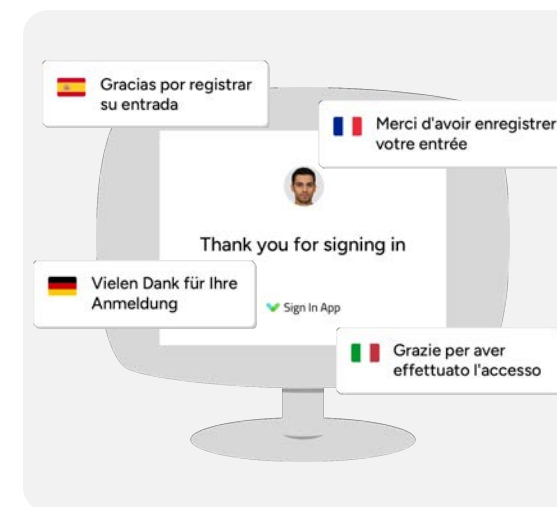 Gracias por registrar
su entrada
Merci d'avoir enregistrer
votre entrée
Thank you for signing in
Vielen Dank für Ihre
Anmeldung
Sign In App
Grazie per aver
effettuato l'accesso